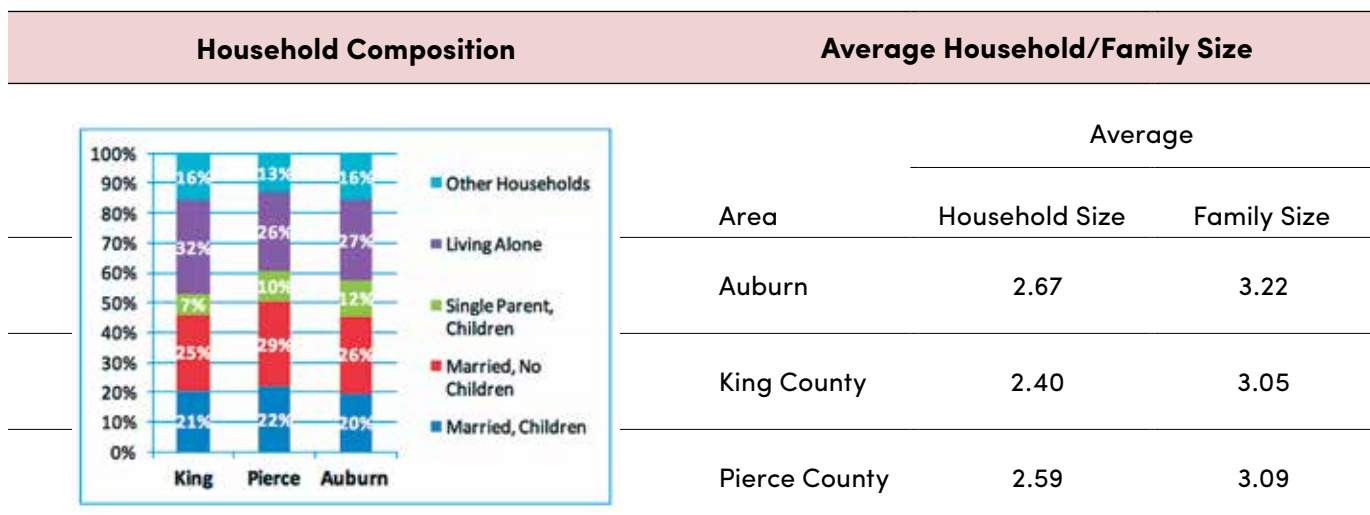 Household Composition
Average Household/Family Size
100%
90%
80%
70%
60%
50%
40%
30%
20%
10%
0%
16%
13%
16%
32%
26%
27%
7%
10%
12%
25%
29%
26%
21%
22%
20%
King
Pierce
Auburn
Other Households
Living Alone
Single Parent,
Children
Married, No
Children
Married, Children
Average
Area
Household Size
Family Size
Auburn
2.67
3.22
King County
2.40
3.05
Pierce County
2.59
3.09